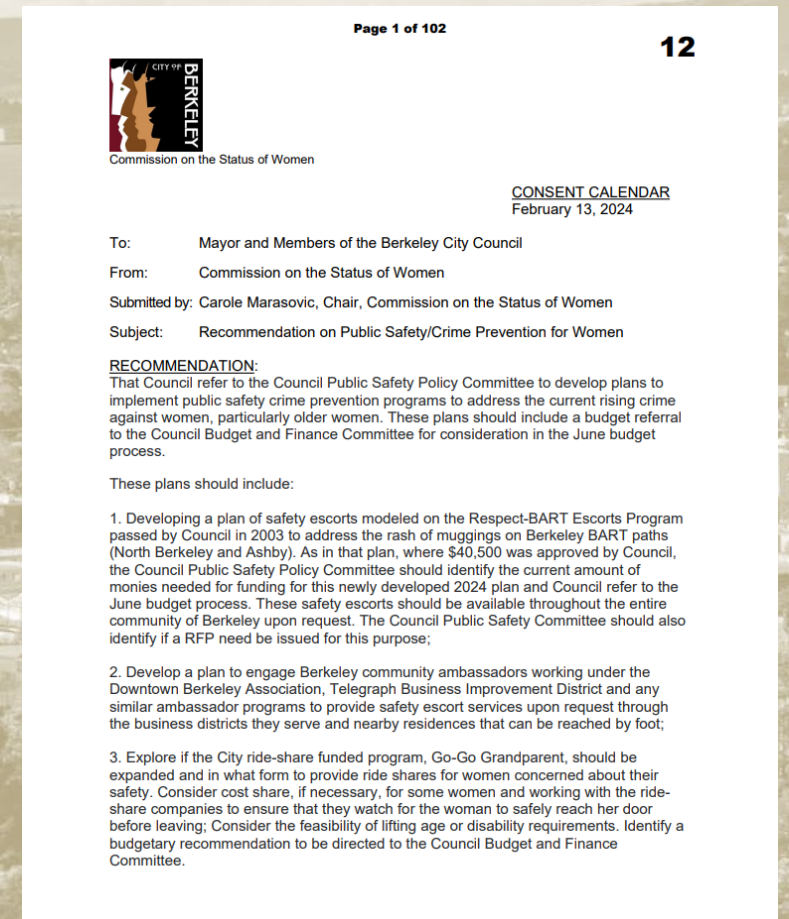 Page 1 of 102
12
CITY OF
BERKELEY
Commission on the Status of Women
CONSENT CALENDAR
February 13, 2024
To: Mayor and Members of the Berkeley City Council
From: Commission on the Status of Women
Submitted by: Carole Marasovic, Chair, Commission on the Status of Women
Subject: Recommendation on Public Safety/Crime Prevention for Women
RECOMMENDATION:
That Council refer to the Council Public Safety Policy Committee to develop plans to
implement public safety crime prevention programs to address the current rising crime
against women, particularly older women. These plans should include a budget referral
to the Council Budget and Finance Committee for consideration in the June budget
process.
These plans should include:
1. Developing a plan of safety escorts modeled on the Respect-BART Escorts Program
passed by Council in 2003 to address the rash of muggings on Berkeley BART paths
(North Berkeley and Ashby). As in that plan, where $40,500 was approved by Council,
the Council Public Safety Policy Committee should identify the current amount of
monies needed for funding for this newly developed 2024 plan and Council refer to the
June budget process. These safety escorts should be available throughout the entire
community of Berkeley upon request. The Council Public Safety Committee should also
identify if a RFP need be issued for this purpose;
2. Develop a plan to engage Berkeley community ambassadors working under the
Downtown Berkeley Association, Telegraph Business Improvement District and any
similar ambassador programs to provide safety escort services upon request through
the business districts they serve and nearby residences that can be reached by foot;
3. Explore if the City ride-share funded program, Go-Go Grandparent, should be
expanded and in what form to provide ride shares for women concerned about their
safety. Consider cost share, if necessary, for some women and working with the ride-
share companies to ensure that they watch for the woman to safely reach her door
before leaving; Consider the feasibility of lifting age or disability requirements. Identify a
budgetary recommendation to be directed to the Council Budget and Finance
Committee.